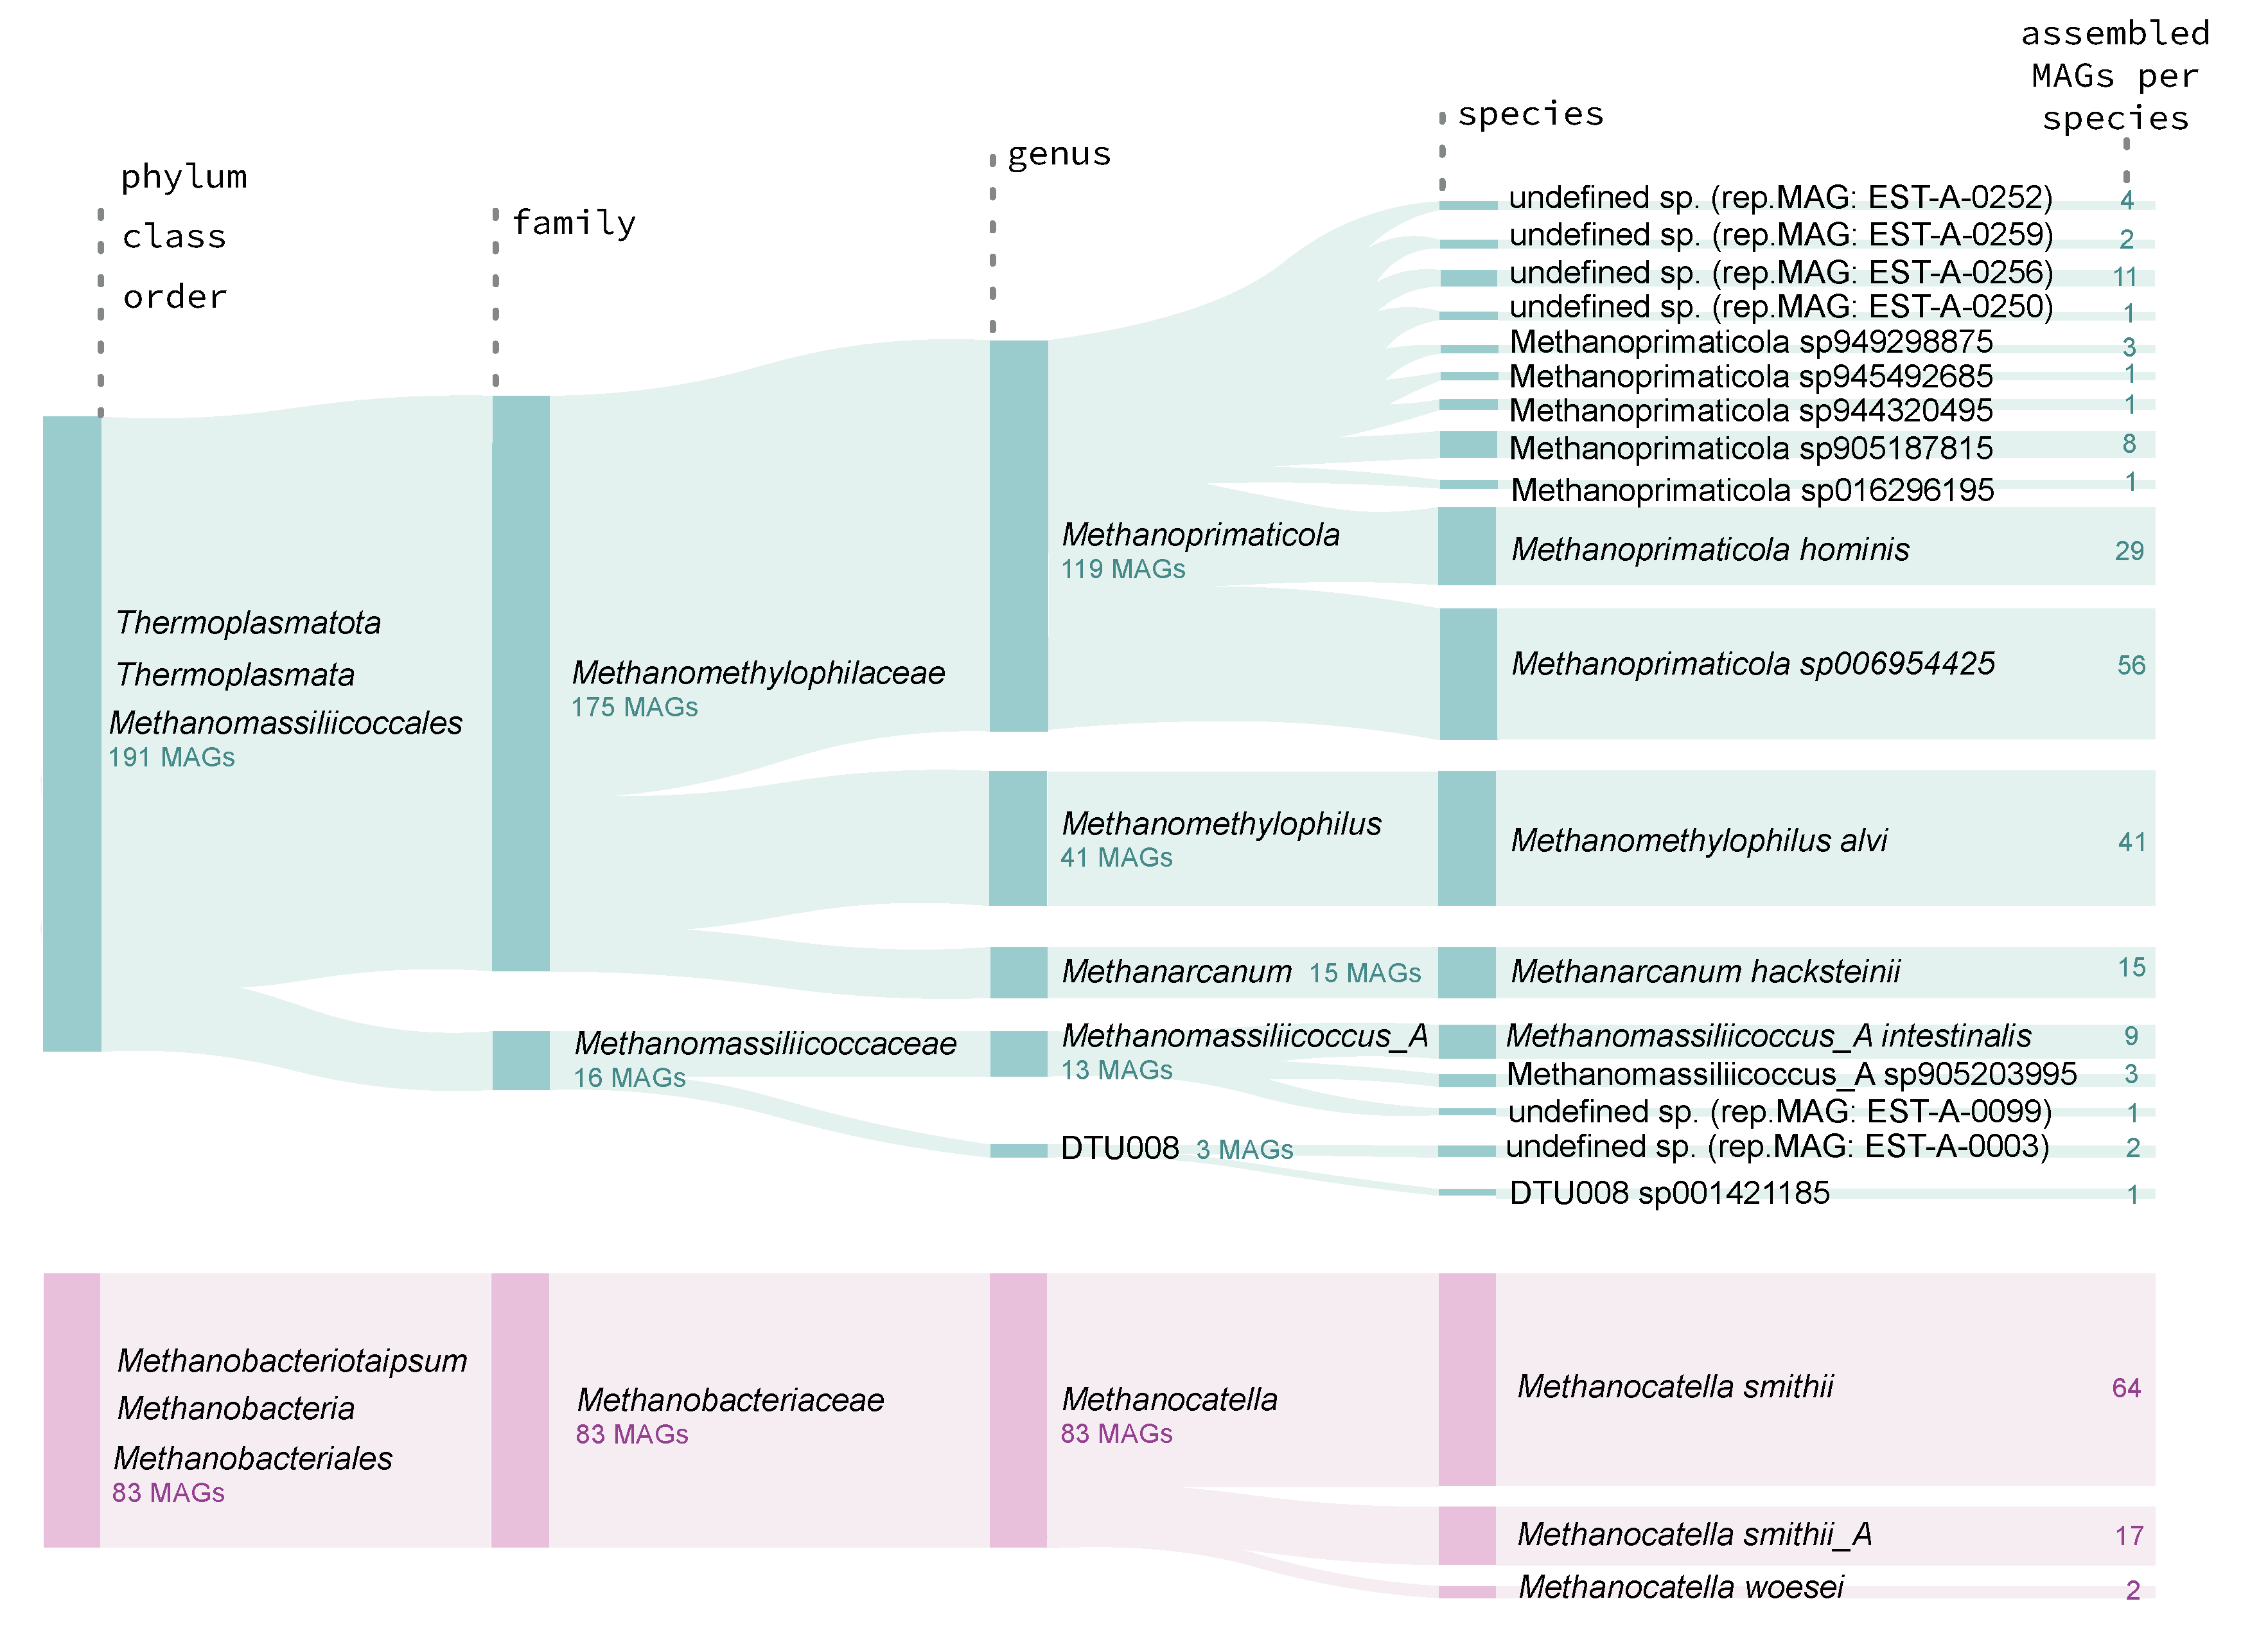 phylum
class
order
family
genus
species
assembled
MAGs per
species
Thermoplasmatota
Thermoplasmata
Methanomassiliicoccales
191 MAGs
Methanomethylophilaceae
175 MAGs
Methanomassiliicoccaceae
16 MAGs
Methanoprimaticola
119 MAGs
Methanomethylophilus
41 MAGs
Methanarcanum 15 MAGs
Methanomassiliicoccus_A
13 MAGs
DTU008 3 MAGs
undefined sp. (rep.MAG: EST-A-0252) 4
undefined sp. (rep.MAG: EST-A-0259) 2
undefined sp. (rep.MAG: EST-A-0256) 11
undefined sp. (rep.MAG: EST-A-0250) 1
Methanoprimaticola sp949298875 3
Methanoprimaticola sp945492685 1
Methanoprimaticola sp944320495 1
Methanoprimaticola sp905187815 8
Methanoprimaticola sp016296195 1
Methanoprimaticola hominis 29
Methanoprimaticola sp006954425 56
Methanomethylophilus alvi 41
Methanarcanum hacksteinii 15
Methanomassiliicoccus_A intestinalis 9
Methanomassiliicoccus_A sp905203995 3
undefined sp. (rep.MAG: EST-A-0099) 1
undefined sp. (rep.MAG: EST-A-0003) 2
DTU008 sp001421185 1
Methanobacteriotaipsum
Methanobacteria
Methanobacteriales
83 MAGs
Methanobacteriaceae
83 MAGs
Methanocatella
83 MAGs
Methanocatella smithii 64
Methanocatella smithii_A 17
Methanocatella woesei 2